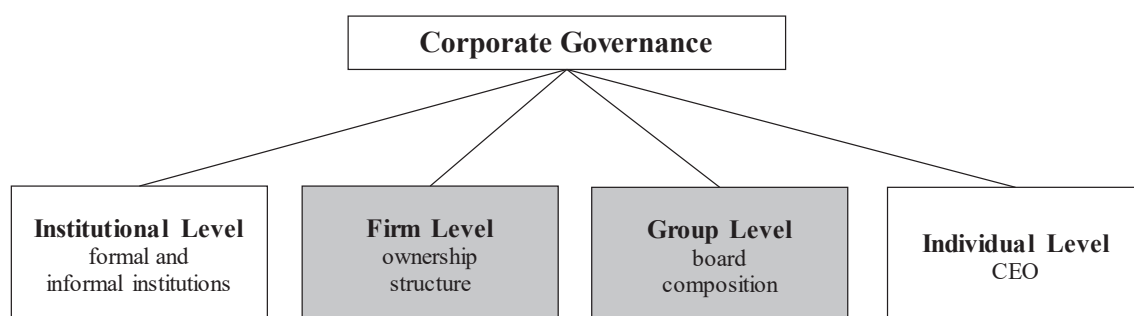 Corporate Governance
Institutional Level
formal and
informal institutions
Firm Level
ownership
structure
Group Level
board
composition
Individual Level
CEO